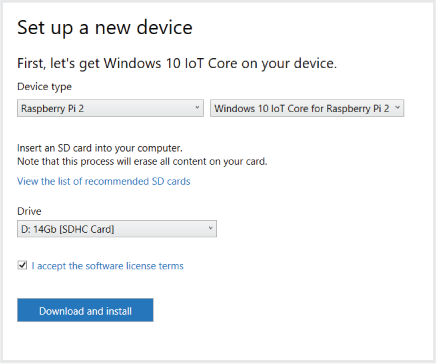 Set up a new device
First, let's get Windows 10 IoT Core on your device.
Device type
Raspberry Pi 2
Windows 10 IoT Core for Raspberry Pi 2
Insert an SD card into your computer.
Note that this process will erase all content on your card.
View the list of recommended SD cards
Drive
D: 14Gb [SDHC Card]
I accept the software license terms
Download and install